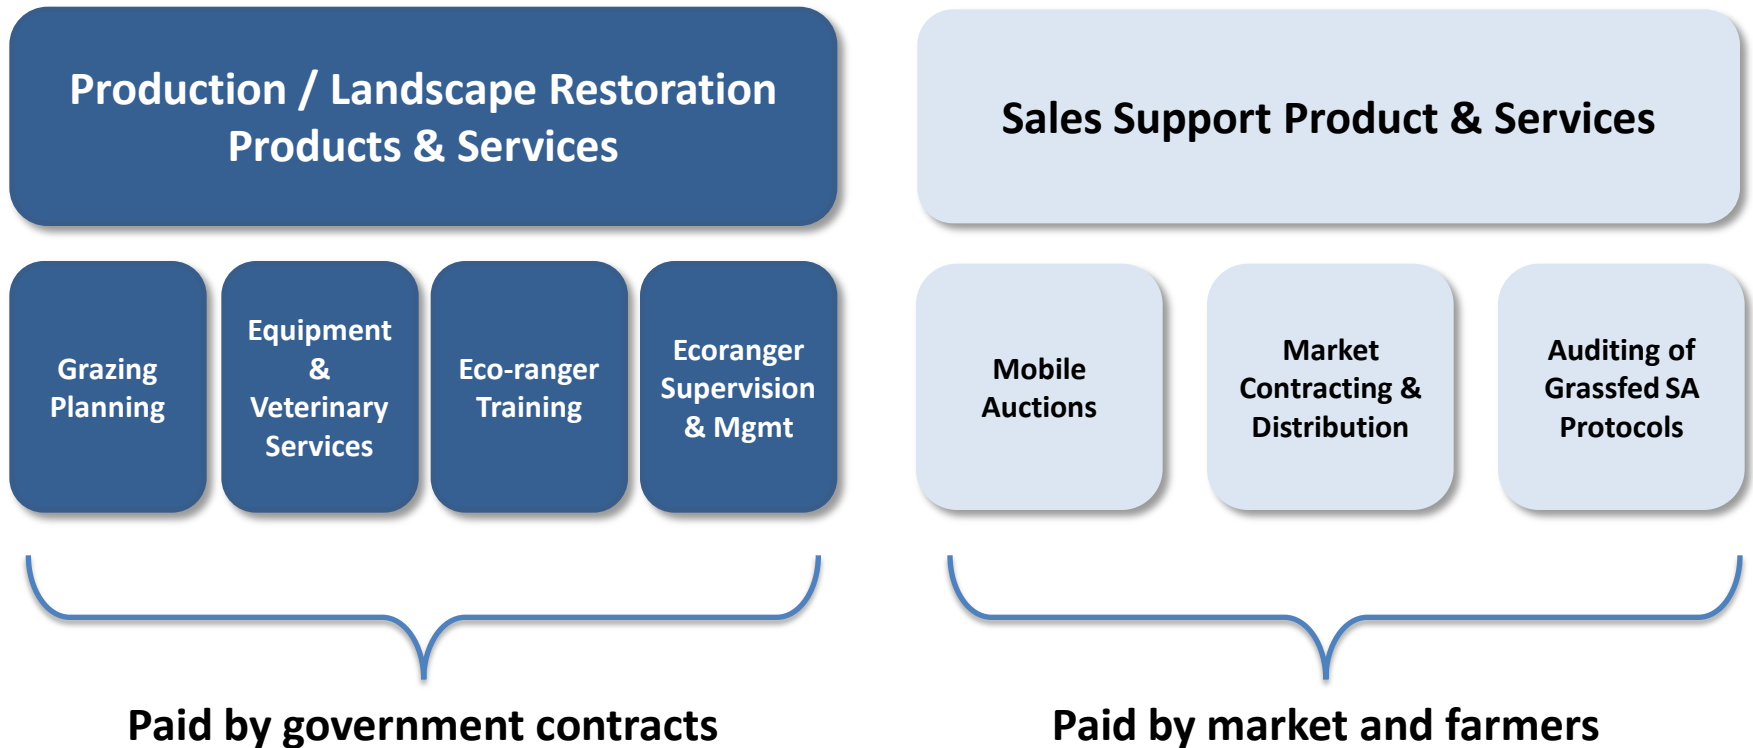 Production / Landscape Restoration
Products & Services
Sales Support Product & Services
Grazing
Planning
Equipment
&
Veterinary
Services
Eco-ranger
Training
Ecoranger
Supervision
& Mgmt
Mobile
Auctions
Market
Contracting &
Distribution
Auditing of
Grassfed SA
Protocols
Paid by government contracts
Paid by market and farmers